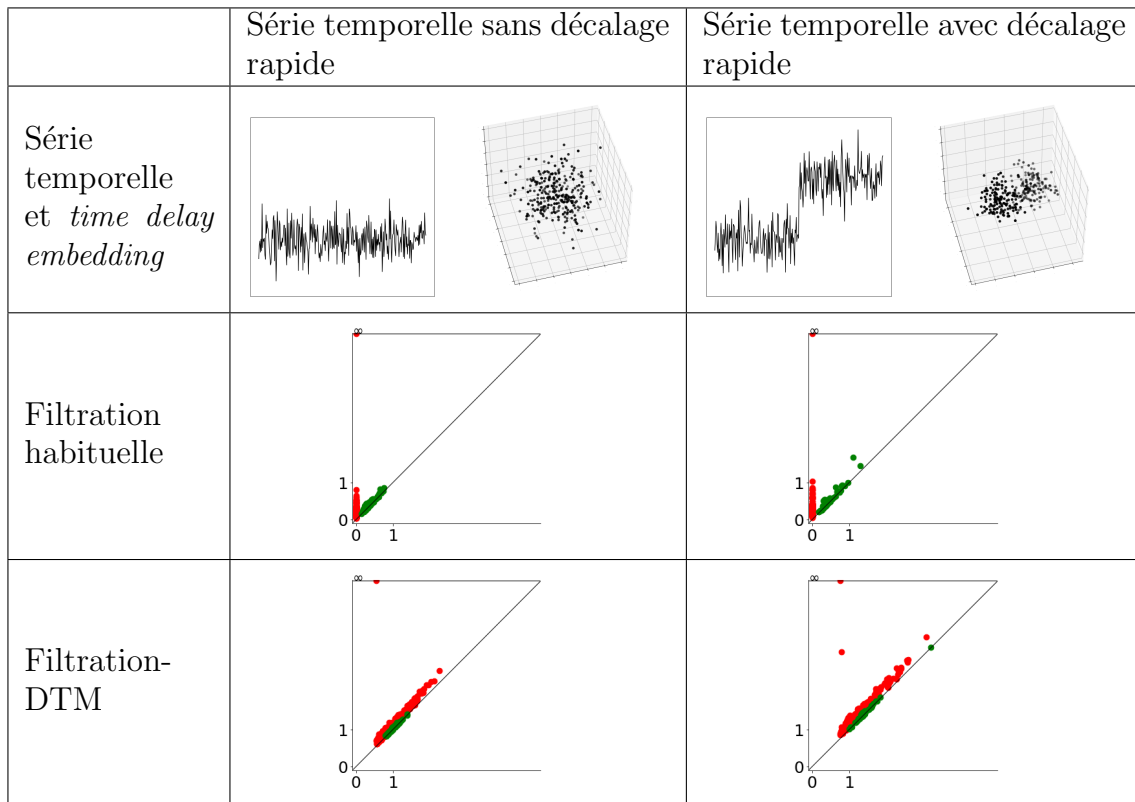 Série temporelle sans décalage
rapide
Série temporelle avec décalage
rapide
Série
temporelle
et time delay
embedding
Filtration
habituelle
∞
1
0
0 1
∞
1
0
0 1
Filtration-
DTM
∞
1
0
0 1
∞
1
0
0 1